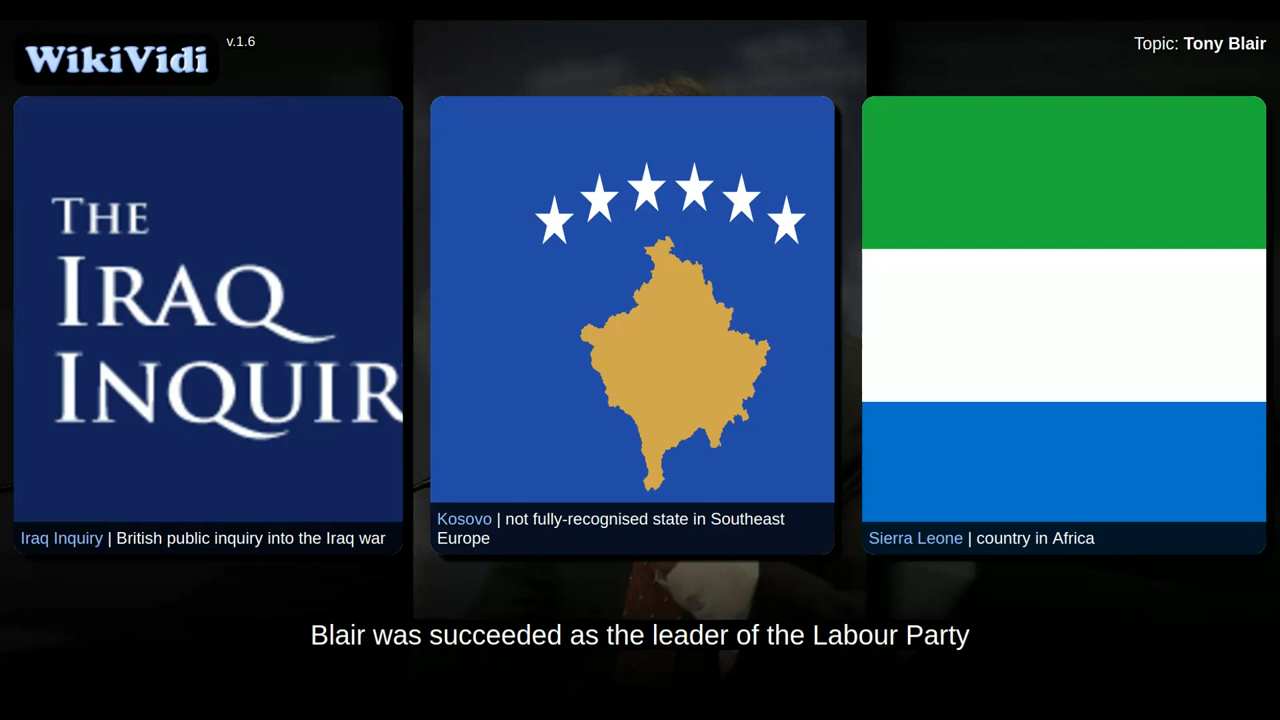 WikiVidi
v.1.6
Topic: Tony Blair
THE
IRAQ
INQUIR
Iraq Inquiry | British public inquiry into the Iraq war
Kosovo | not fully-recognised state in Southeast
Europe
Sierra Leone | country in Africa
Blair was succeeded as the leader of the Labour Party